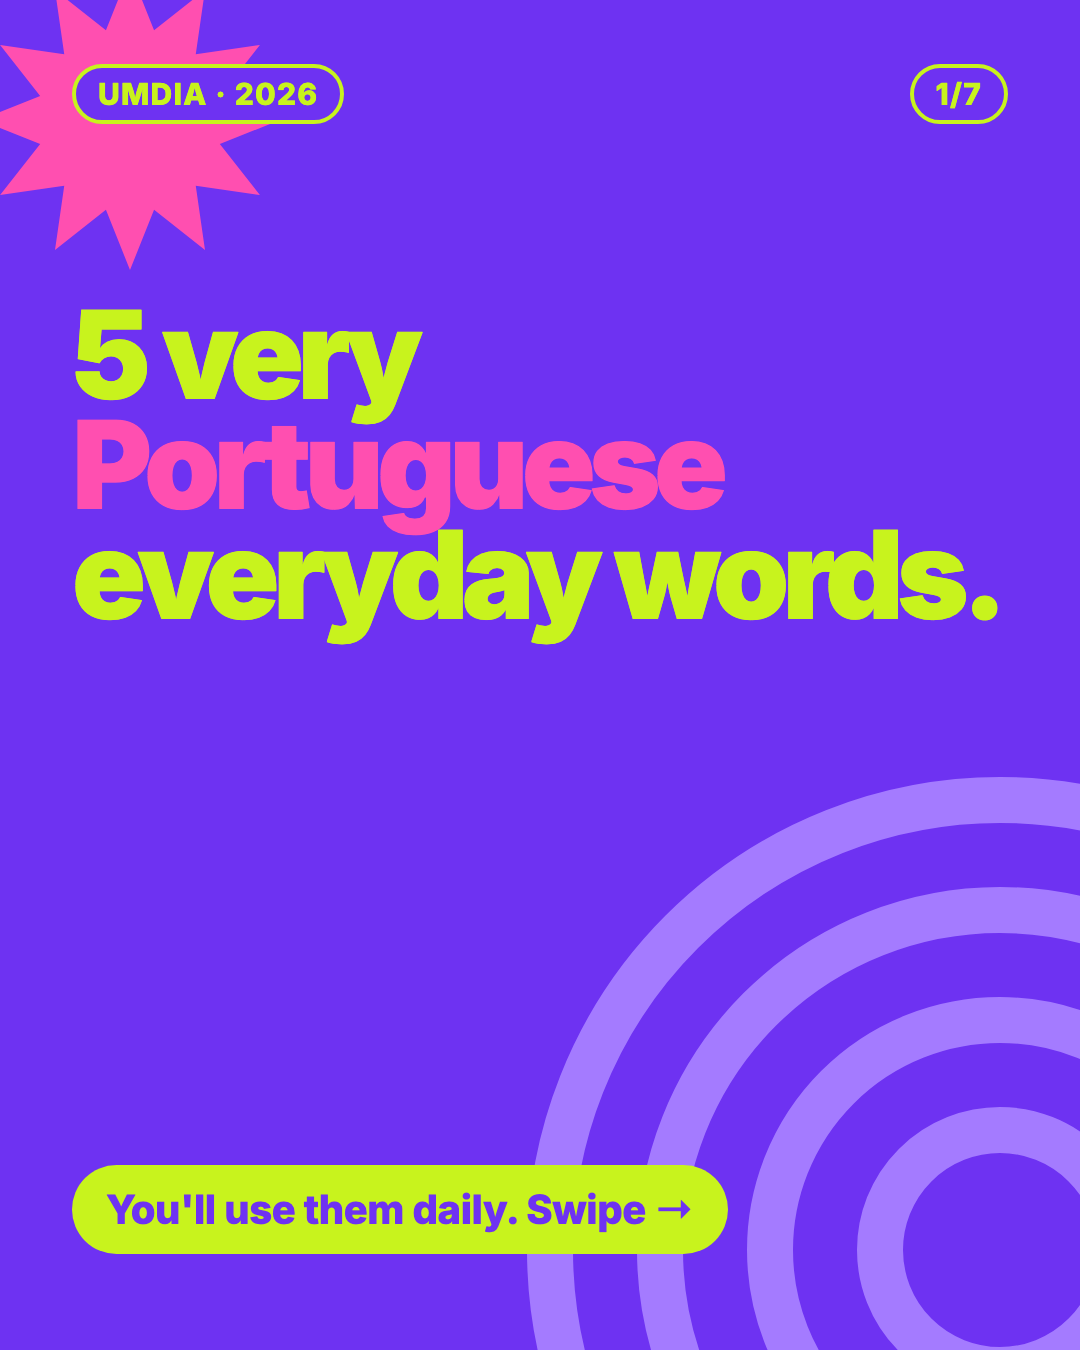 UMDIA · 2026
1/7
5 very
Portuguese
everyday words.
You'll use them daily. Swipe →